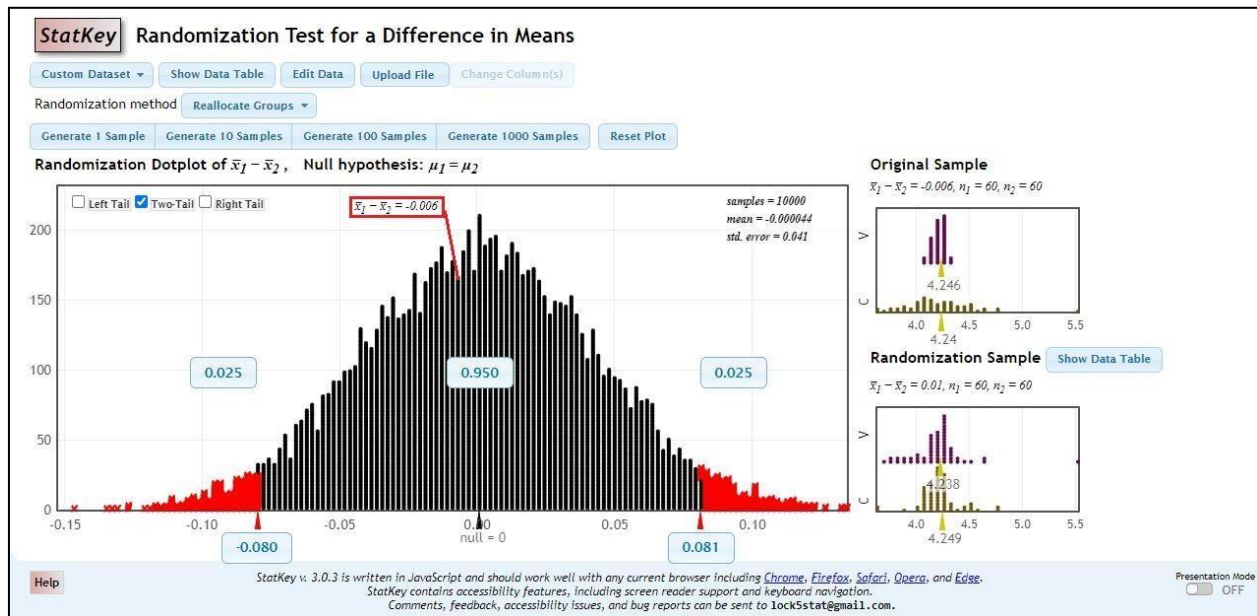 StatKey Randomization Test for a Difference in Means
Custom Dataset Show Data Table Edit Data Upload File Change Column(s)
Randomization method Reallocate Groups
Generate 1 Sample Generate 10 Samples Generate 100 Samples Generate 1000 Samples Reset Plot
Randomization Dotplot of x̄₁ − x̄₂ , Null hypothesis: μ₁ = μ₂
Left Tail Two-Tail Right Tail
x̄₁ − x̄₂ = -0.006
samples = 10000
mean = -0.000044
std. error = 0.041
200
150
100
50
0
0.025 0.950 0.025
-0.15 -0.10 -0.05 0.00 0.05 0.10
null = 0
-0.080 0.081
Original Sample
x̄₁ − x̄₂ = -0.006, n₁ = 60, n₂ = 60
V
4.246
C
4.0 4.5 5.0 5.5
4.24
Randomization Sample Show Data Table
x̄₁ − x̄₂ = 0.01, n₁ = 60, n₂ = 60
V
4.238
C
4.0 4.5 5.0 5.5
4.249
Help
StatKey v. 3.0.3 is written in JavaScript and should work well with any current browser including Chrome, Firefox, Safari, Opera, and Edge.
StatKey contains accessibility features, including screen reader support and keyboard navigation.
Comments, feedback, accessibility issues, and bug reports can be sent to lock5stat@gmail.com.
Presentation Mode
OFF